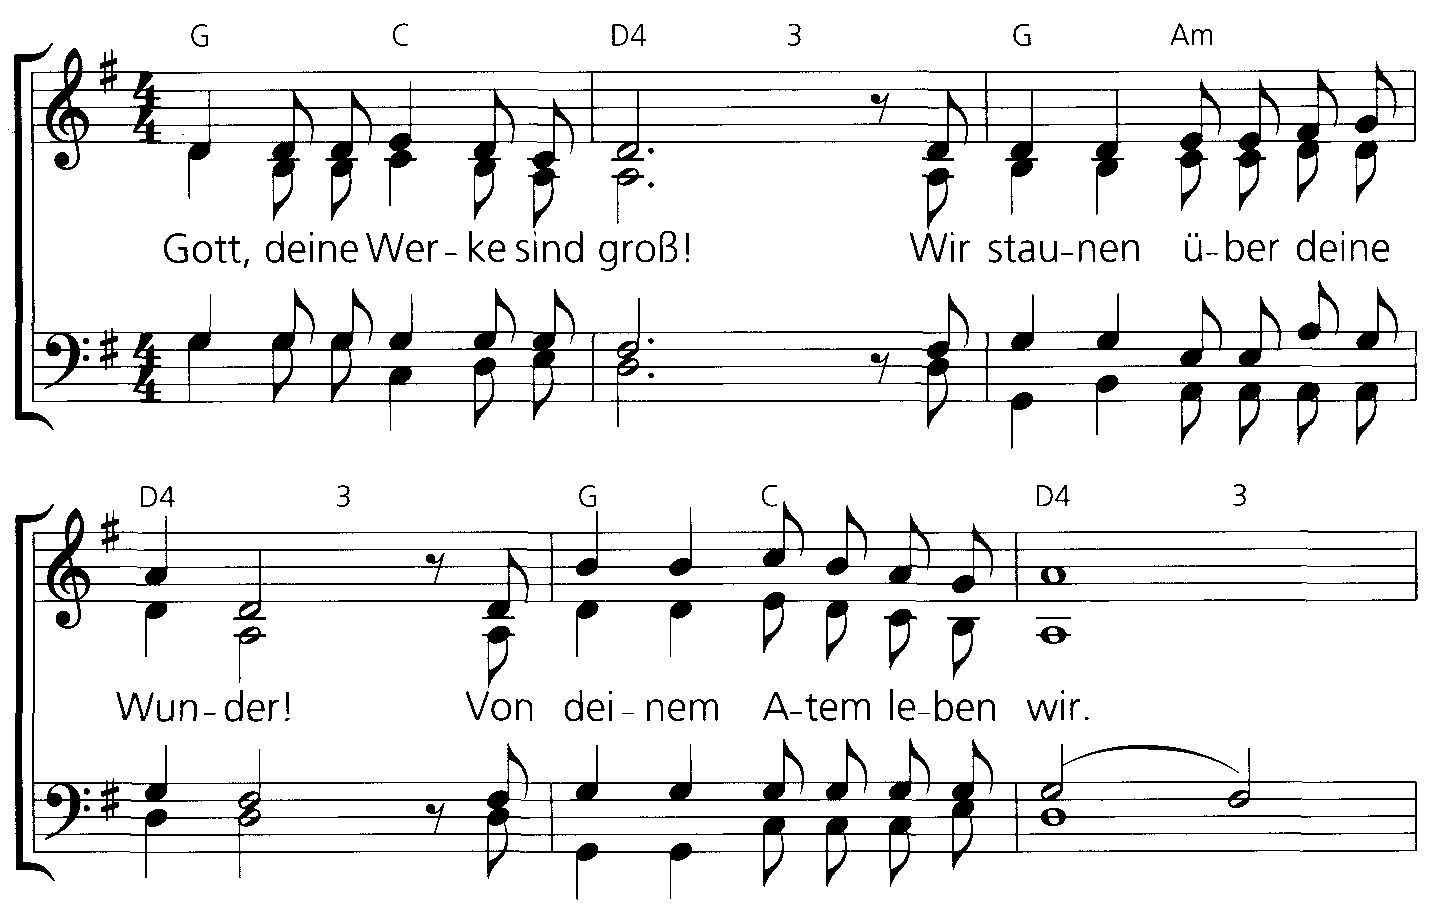 G C D4 3 G Am
Gott, deine Wer-ke sind groß! Wir stau-nen ü-ber deine
D4 3 G C D4 3
Wun-der! Von dei-nem A-tem le-ben wir.